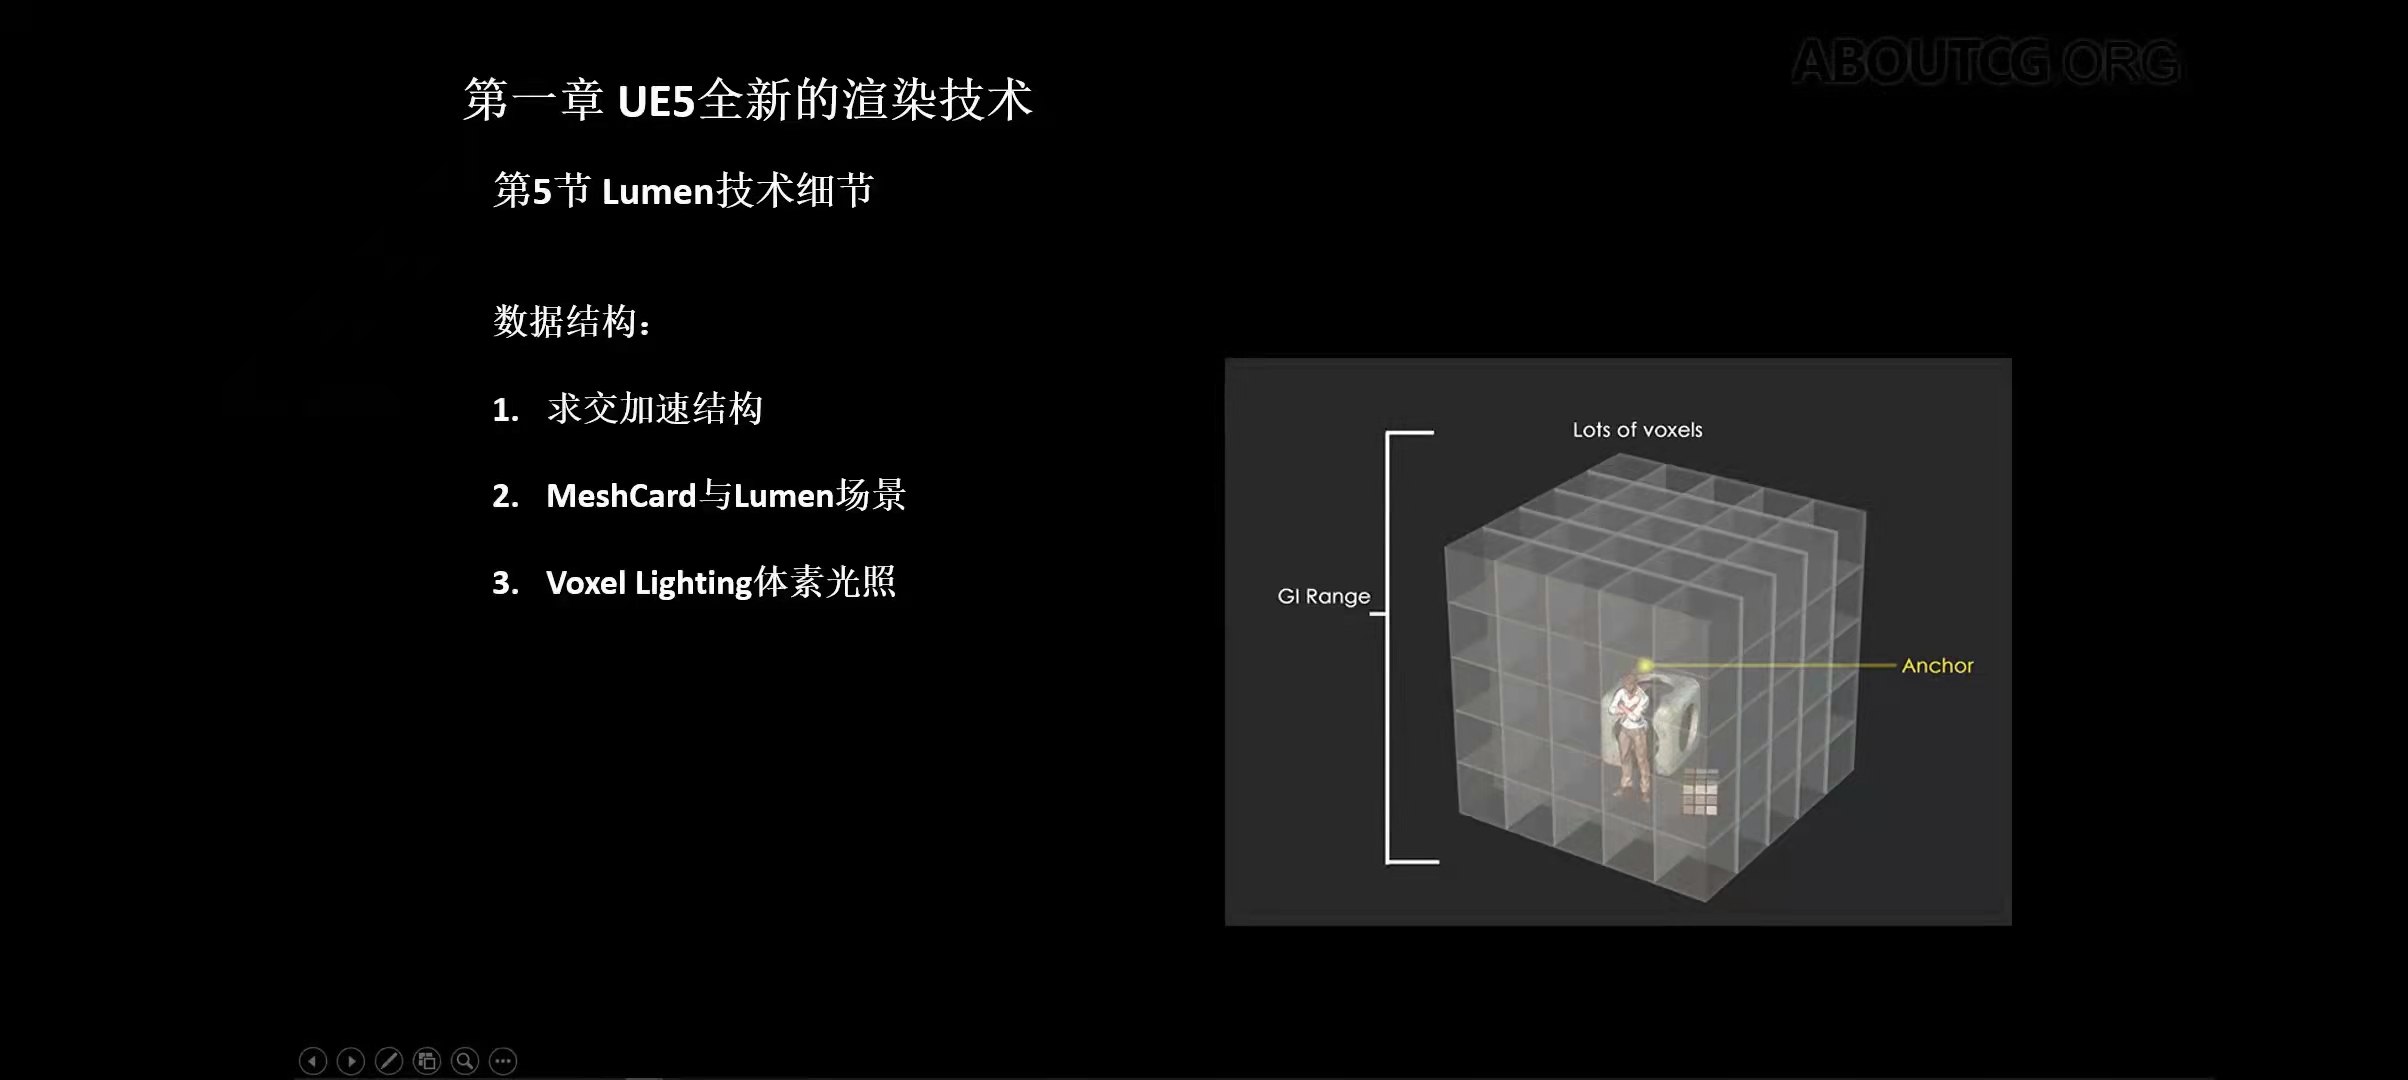 ABOUTCG.ORG
第一章 UE5全新的渲染技术
第5节 Lumen技术细节
数据结构：
1. 求交加速结构
2. MeshCard与Lumen场景
3. Voxel Lighting体素光照
Lots of voxels
GI Range
Anchor